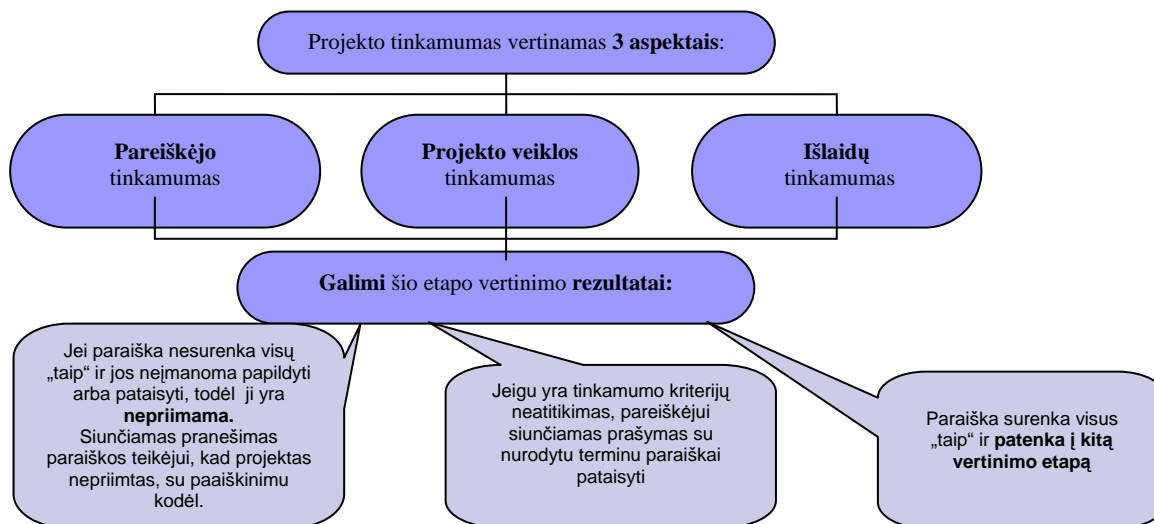 Projekto tinkamumas vertinamas 3 aspektais:
Pareiškėjo
tinkamumas
Projekto veiklos
tinkamumas
Išlaidų
tinkamumas
Galimi šio etapo vertinimo rezultatai:
Jei paraiška nesurenka visų
„taip“ ir jos neįmanoma papildyti
arba pataisyti, todėl ji yra
nepriimama.
Siunčiamas pranešimas
paraiškos teikėjui, kad projektas
nepriimtas, su paaiškinimu
kodėl.
Jeigu yra tinkamumo kriterijų
neatitikimas, pareiškėjui
siunčiamas prašymas su
nurodytu terminu paraiškai
pataisyti
Paraiška surenka visus
„taip“ ir patenka į kitą
vertinimo etapą